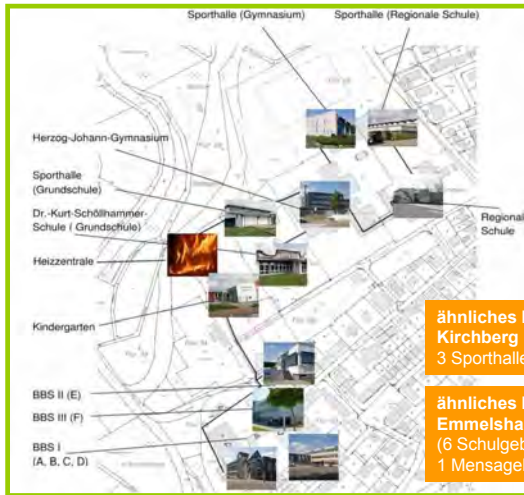 Sporthalle (Gymnasium)
Sporthalle (Regionale Schule)
Herzog-Johann-Gymnasium
Sporthalle
(Grundschule)
Dr.-Kurt-Schöllhammer-
Schule ( Grundschule)
Heizzentrale
Regional
Schule
Kindergarten
ähnliches
Kirchberg
3 Sporthalle
BBS II (E)
BBS III (F)
ähnliches
Emmelsha
(6 Schulgeb
1 Mensage
BBS I
(A, B, C, D)